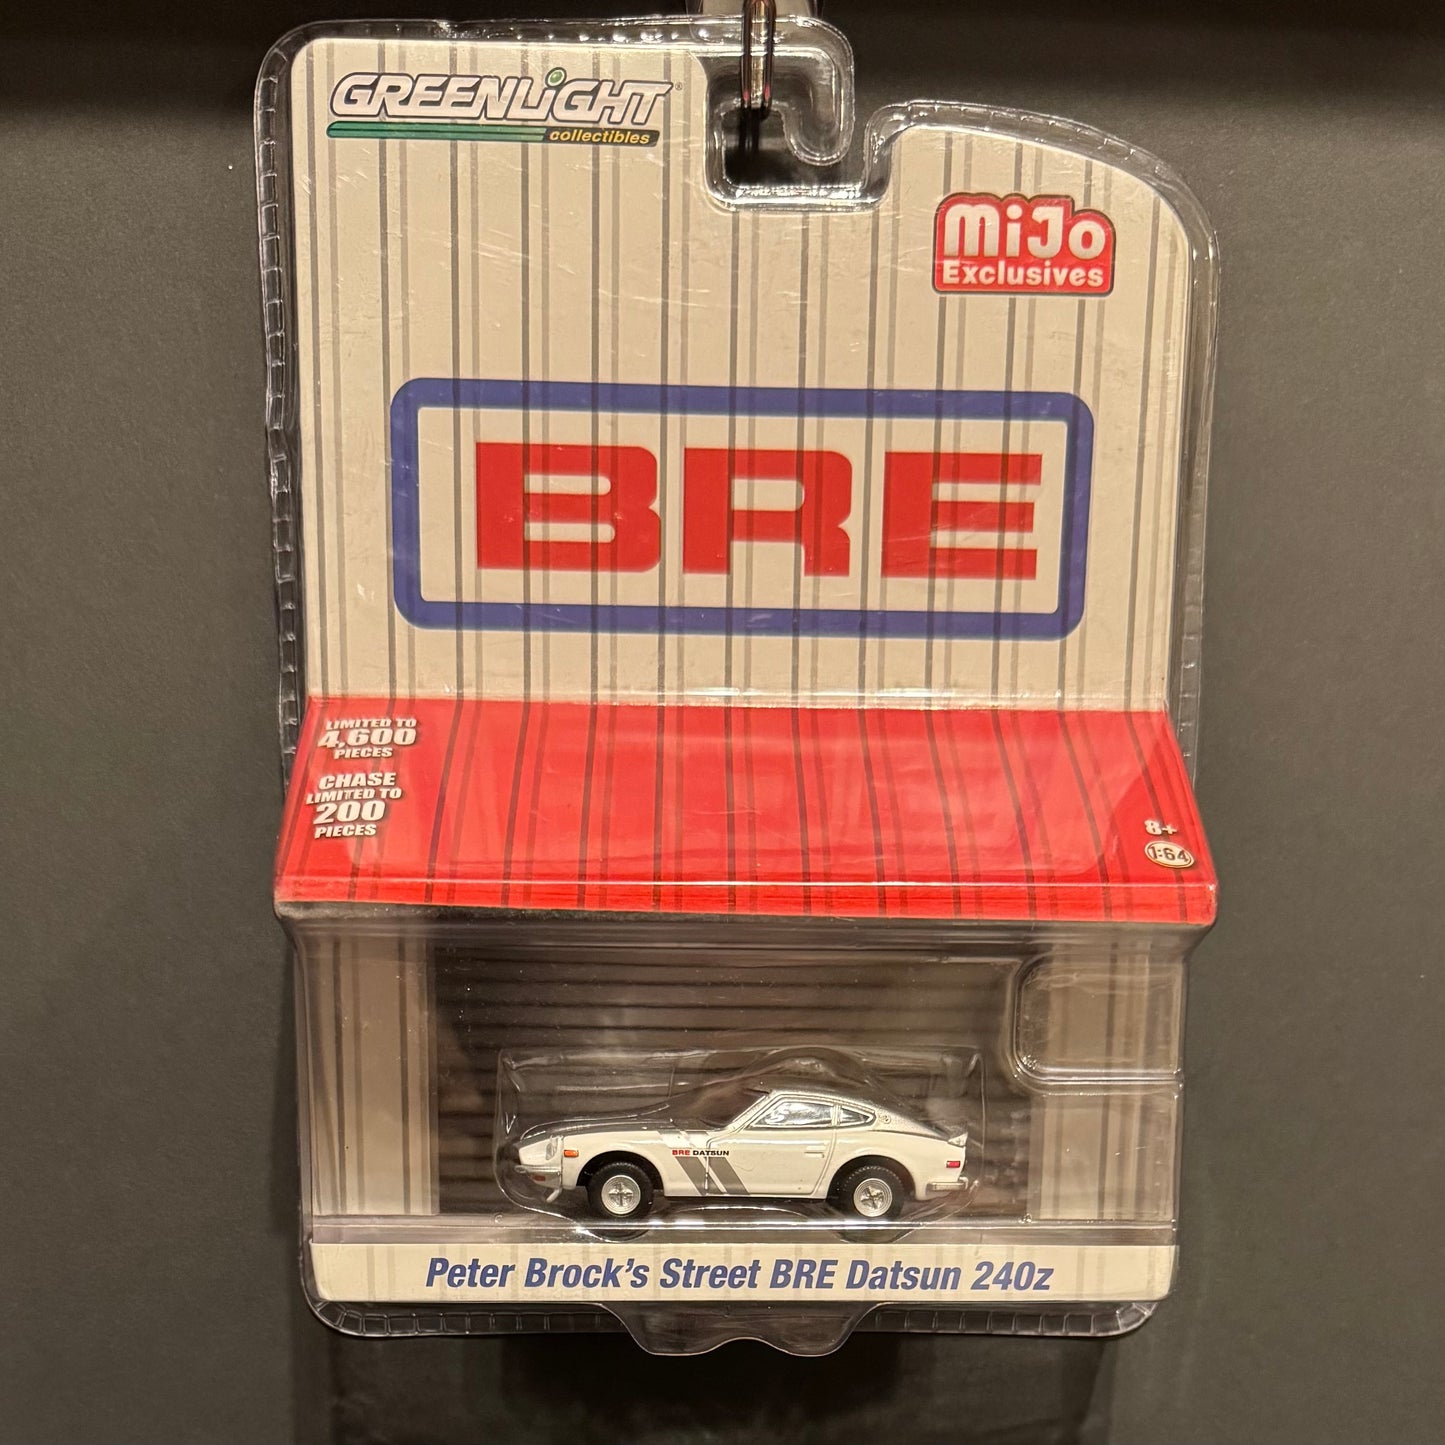 GREENLiGHT®
collectibles
MiJo
Exclusives
BRE
LIMITED TO
4,600
PIECES
CHASE
LIMITED TO
200
PIECES
8+
1:64
BRE DATSUN
Peter Brock's Street BRE Datsun 240z